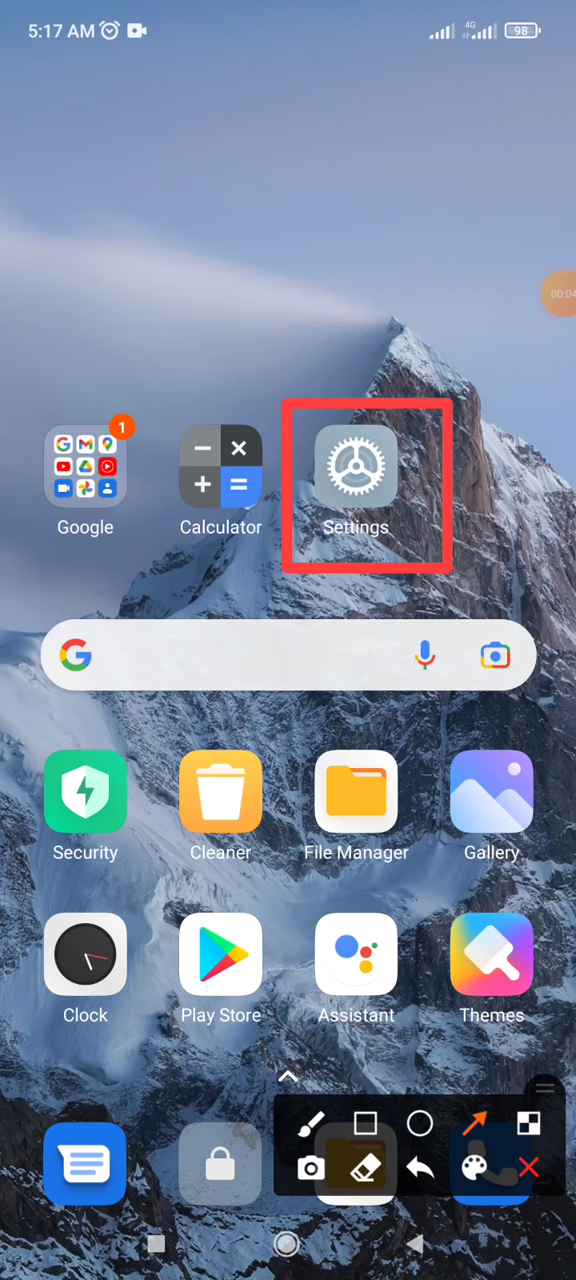 5:17 AM
4G
98
00:04
1
Google
Calculator
Settings
Security
Cleaner
File Manager
Gallery
Clock
Play Store
Assistant
Themes